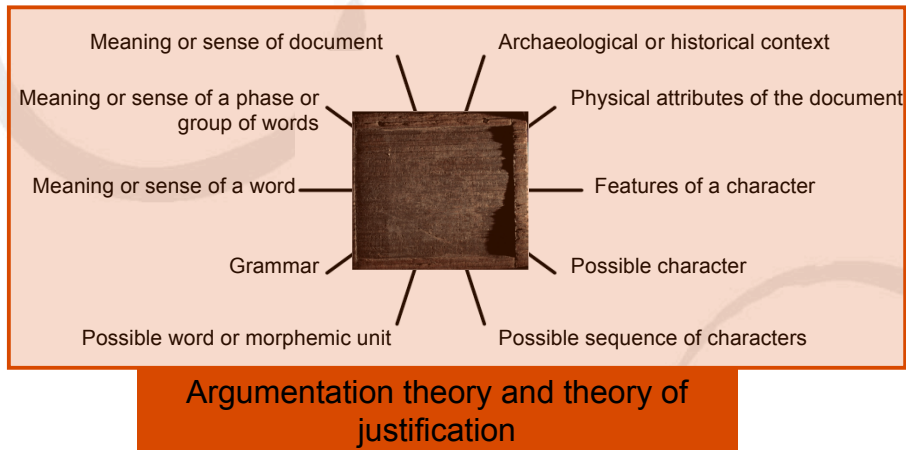 Meaning or sense of document
Archaeological or historical context
Meaning or sense of a phase or
group of words
Physical attributes of the document
Meaning or sense of a word
Features of a character
Grammar
Possible character
Possible word or morphemic unit
Possible sequence of characters
Argumentation theory and theory of
justification